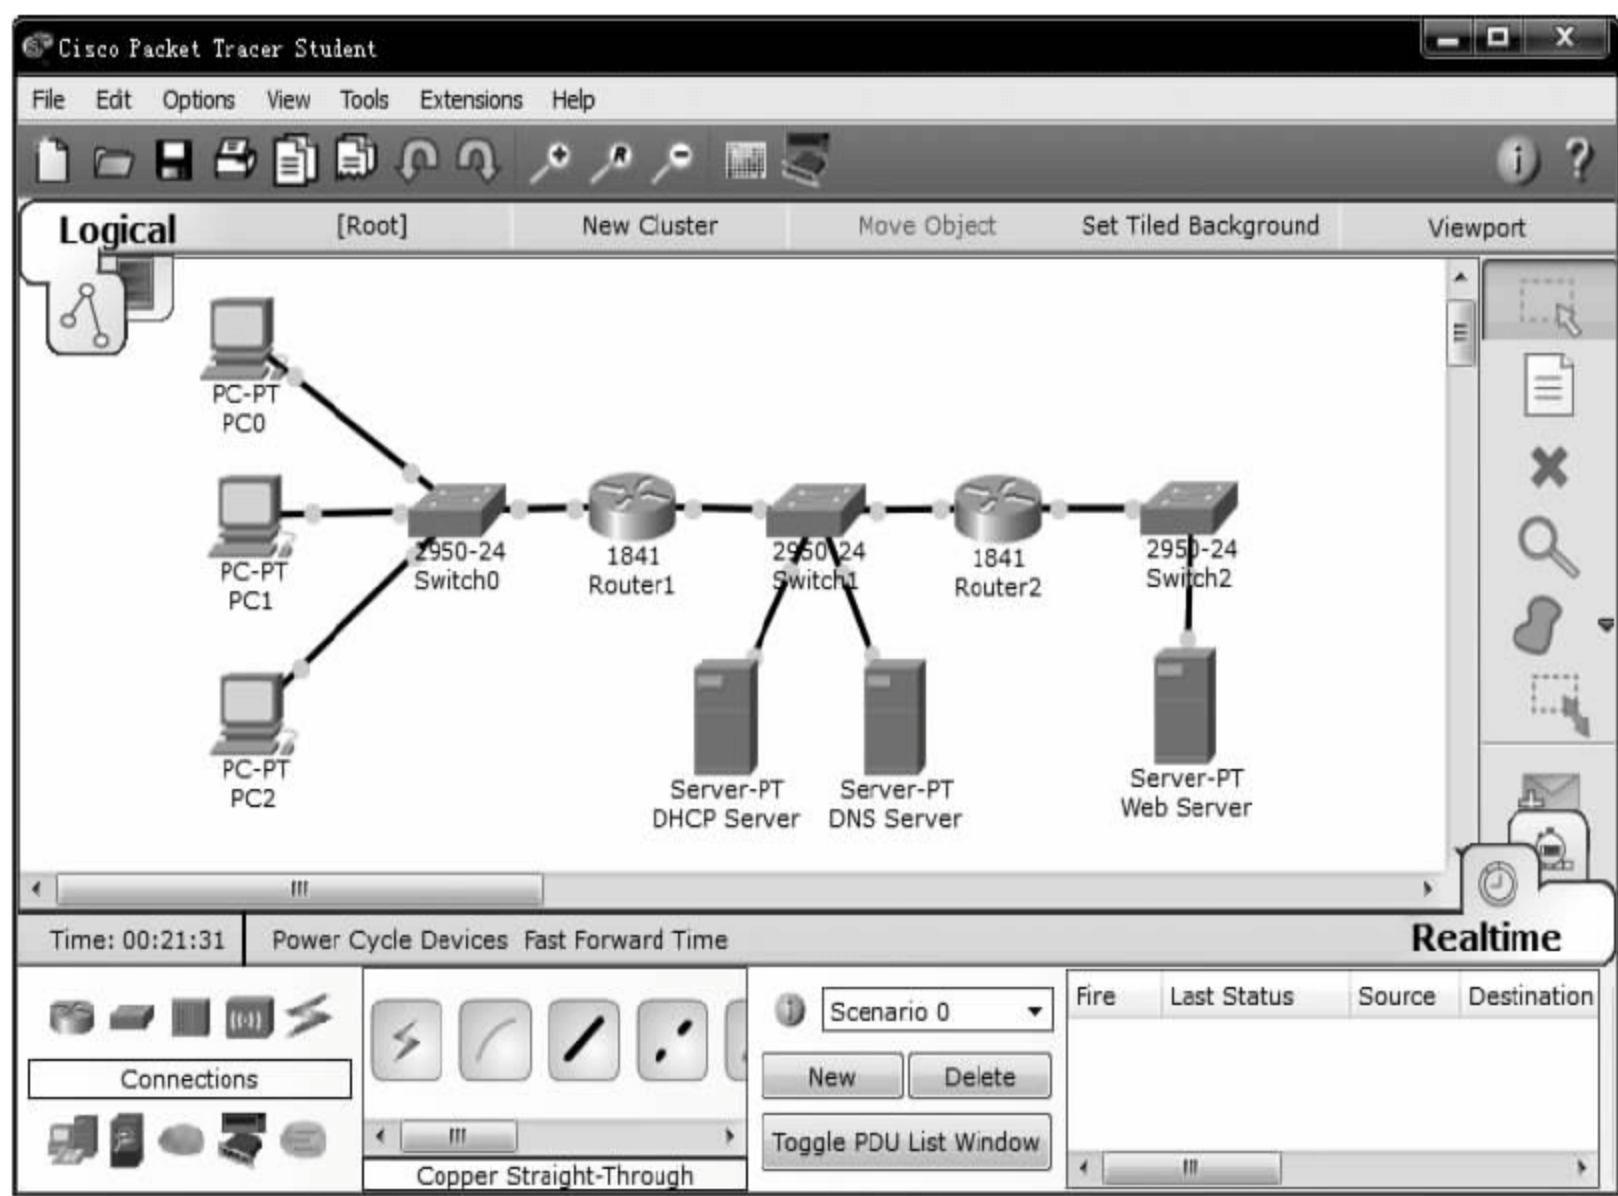 Cisco Packet Tracer Student
File Edit Options View Tools Extensions Help
Logical [Root] New Cluster Move Object Set Tiled Background Viewport
PC-PT
PC0
PC-PT
PC1
PC-PT
PC2
2950-24
Switch0
1841
Router1
2950-24
Switch1
1841
Router2
2950-24
Switch2
Server-PT
DHCP Server
Server-PT
DNS Server
Server-PT
Web Server
Time: 00:21:31 Power Cycle Devices Fast Forward Time Realtime
Connections
Copper Straight-Through
Scenario 0
New Delete
Toggle PDU List Window
Fire Last Status Source Destination